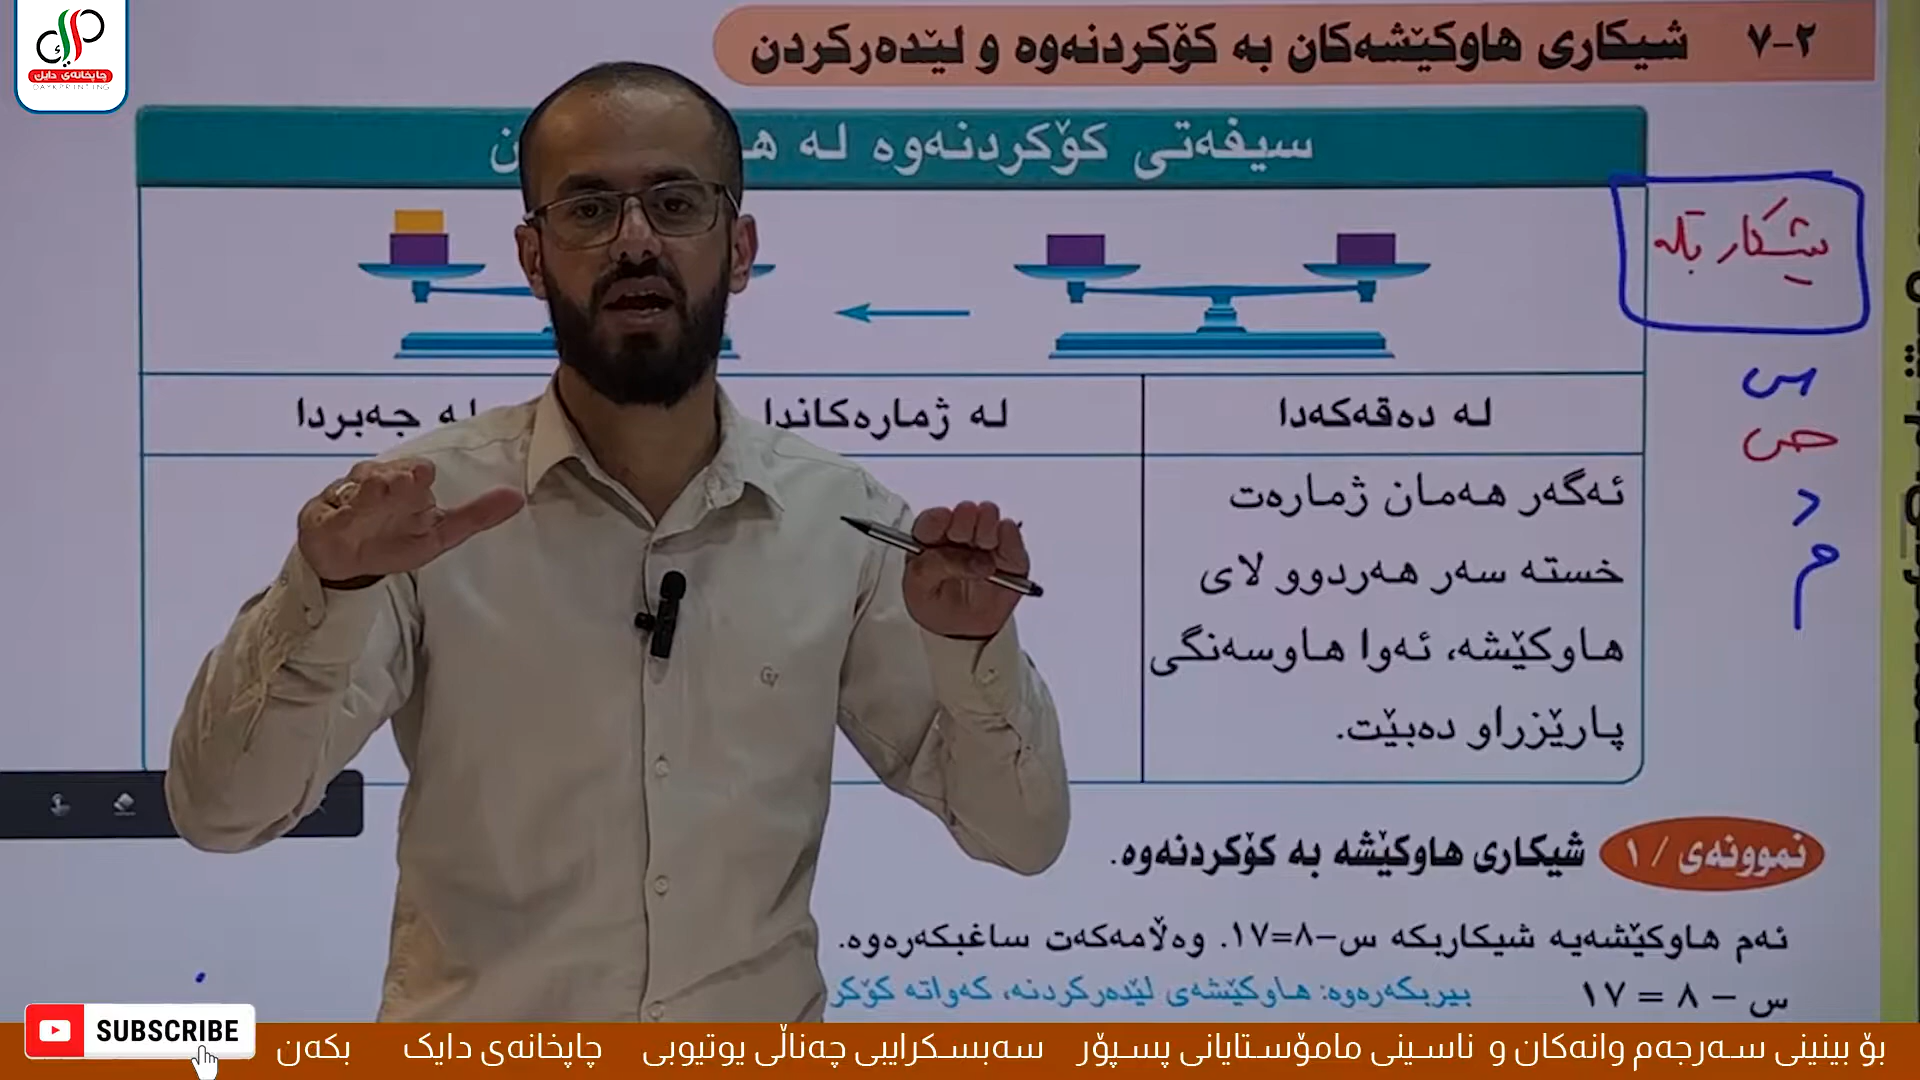 چاپخانەی دایک
DAYKPRINTING
٧-٢ شیکاری هاوکێشەکان بە کۆکردنەوە و لێدەرکردن
سیفەتی کۆکردنەوە لە
شیکار بکە
س
ص
د
م
لە دەقەکەدا
لە ژمارەکاندا
لە جەبردا
ئەگەر هەمان ژمارەت
خستە سەر هەردوو لای
هاوکێشە، ئەوا هاوسەنگی
پارێزراو دەبێت.
نموونەی / ١ شیکاری هاوکێشە بە کۆکردنەوە.
ئەم هاوکێشەیە شیکاربکە س-٨=١٧. وەڵامەکەت ساغبکەرەوە.
س – ٨ = ١٧ بیربکەرەوە: هاوکێشەی لێدەرکردنە، کەواتە
SUBSCRIBE
بۆ بینینی سەرجەم وانەکان و ناسینی مامۆستایانی پسپۆر سەبسکرایبی چەناڵی یوتیوبی چاپخانەی دایک بکەن